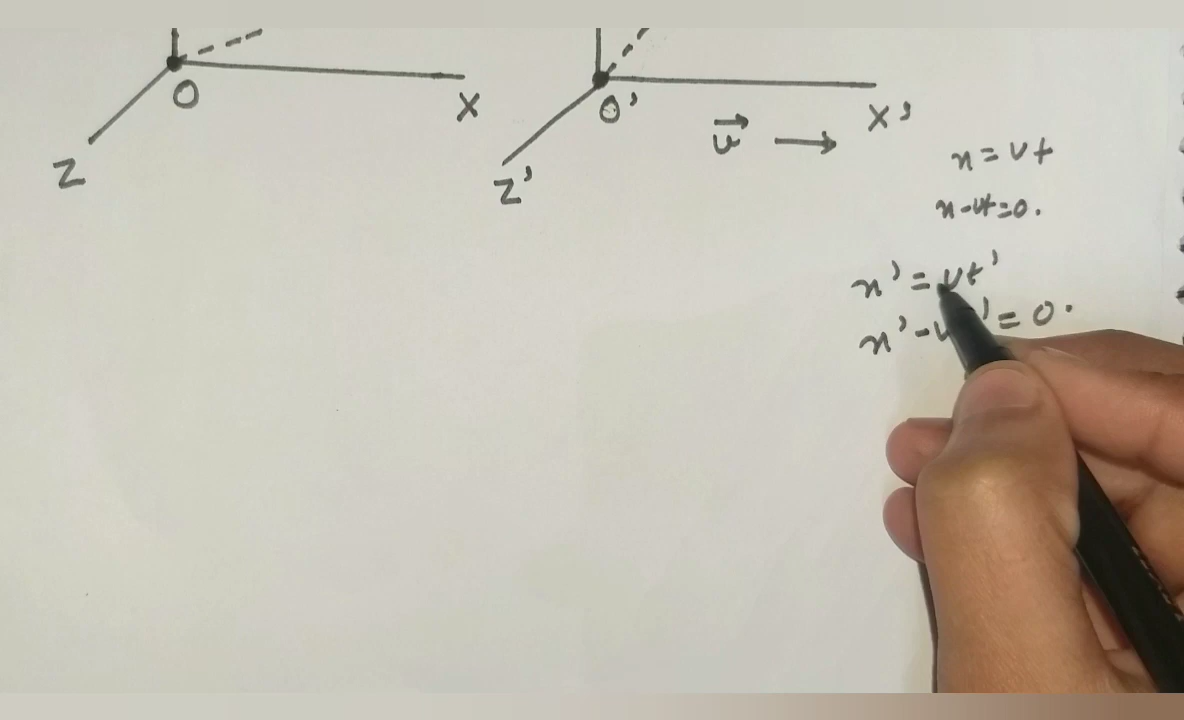 O
X
Z
O'
X'
Z'
v⃗ →
x = vt
x - vt = 0.
x' = vt'
x' - v ' = 0.